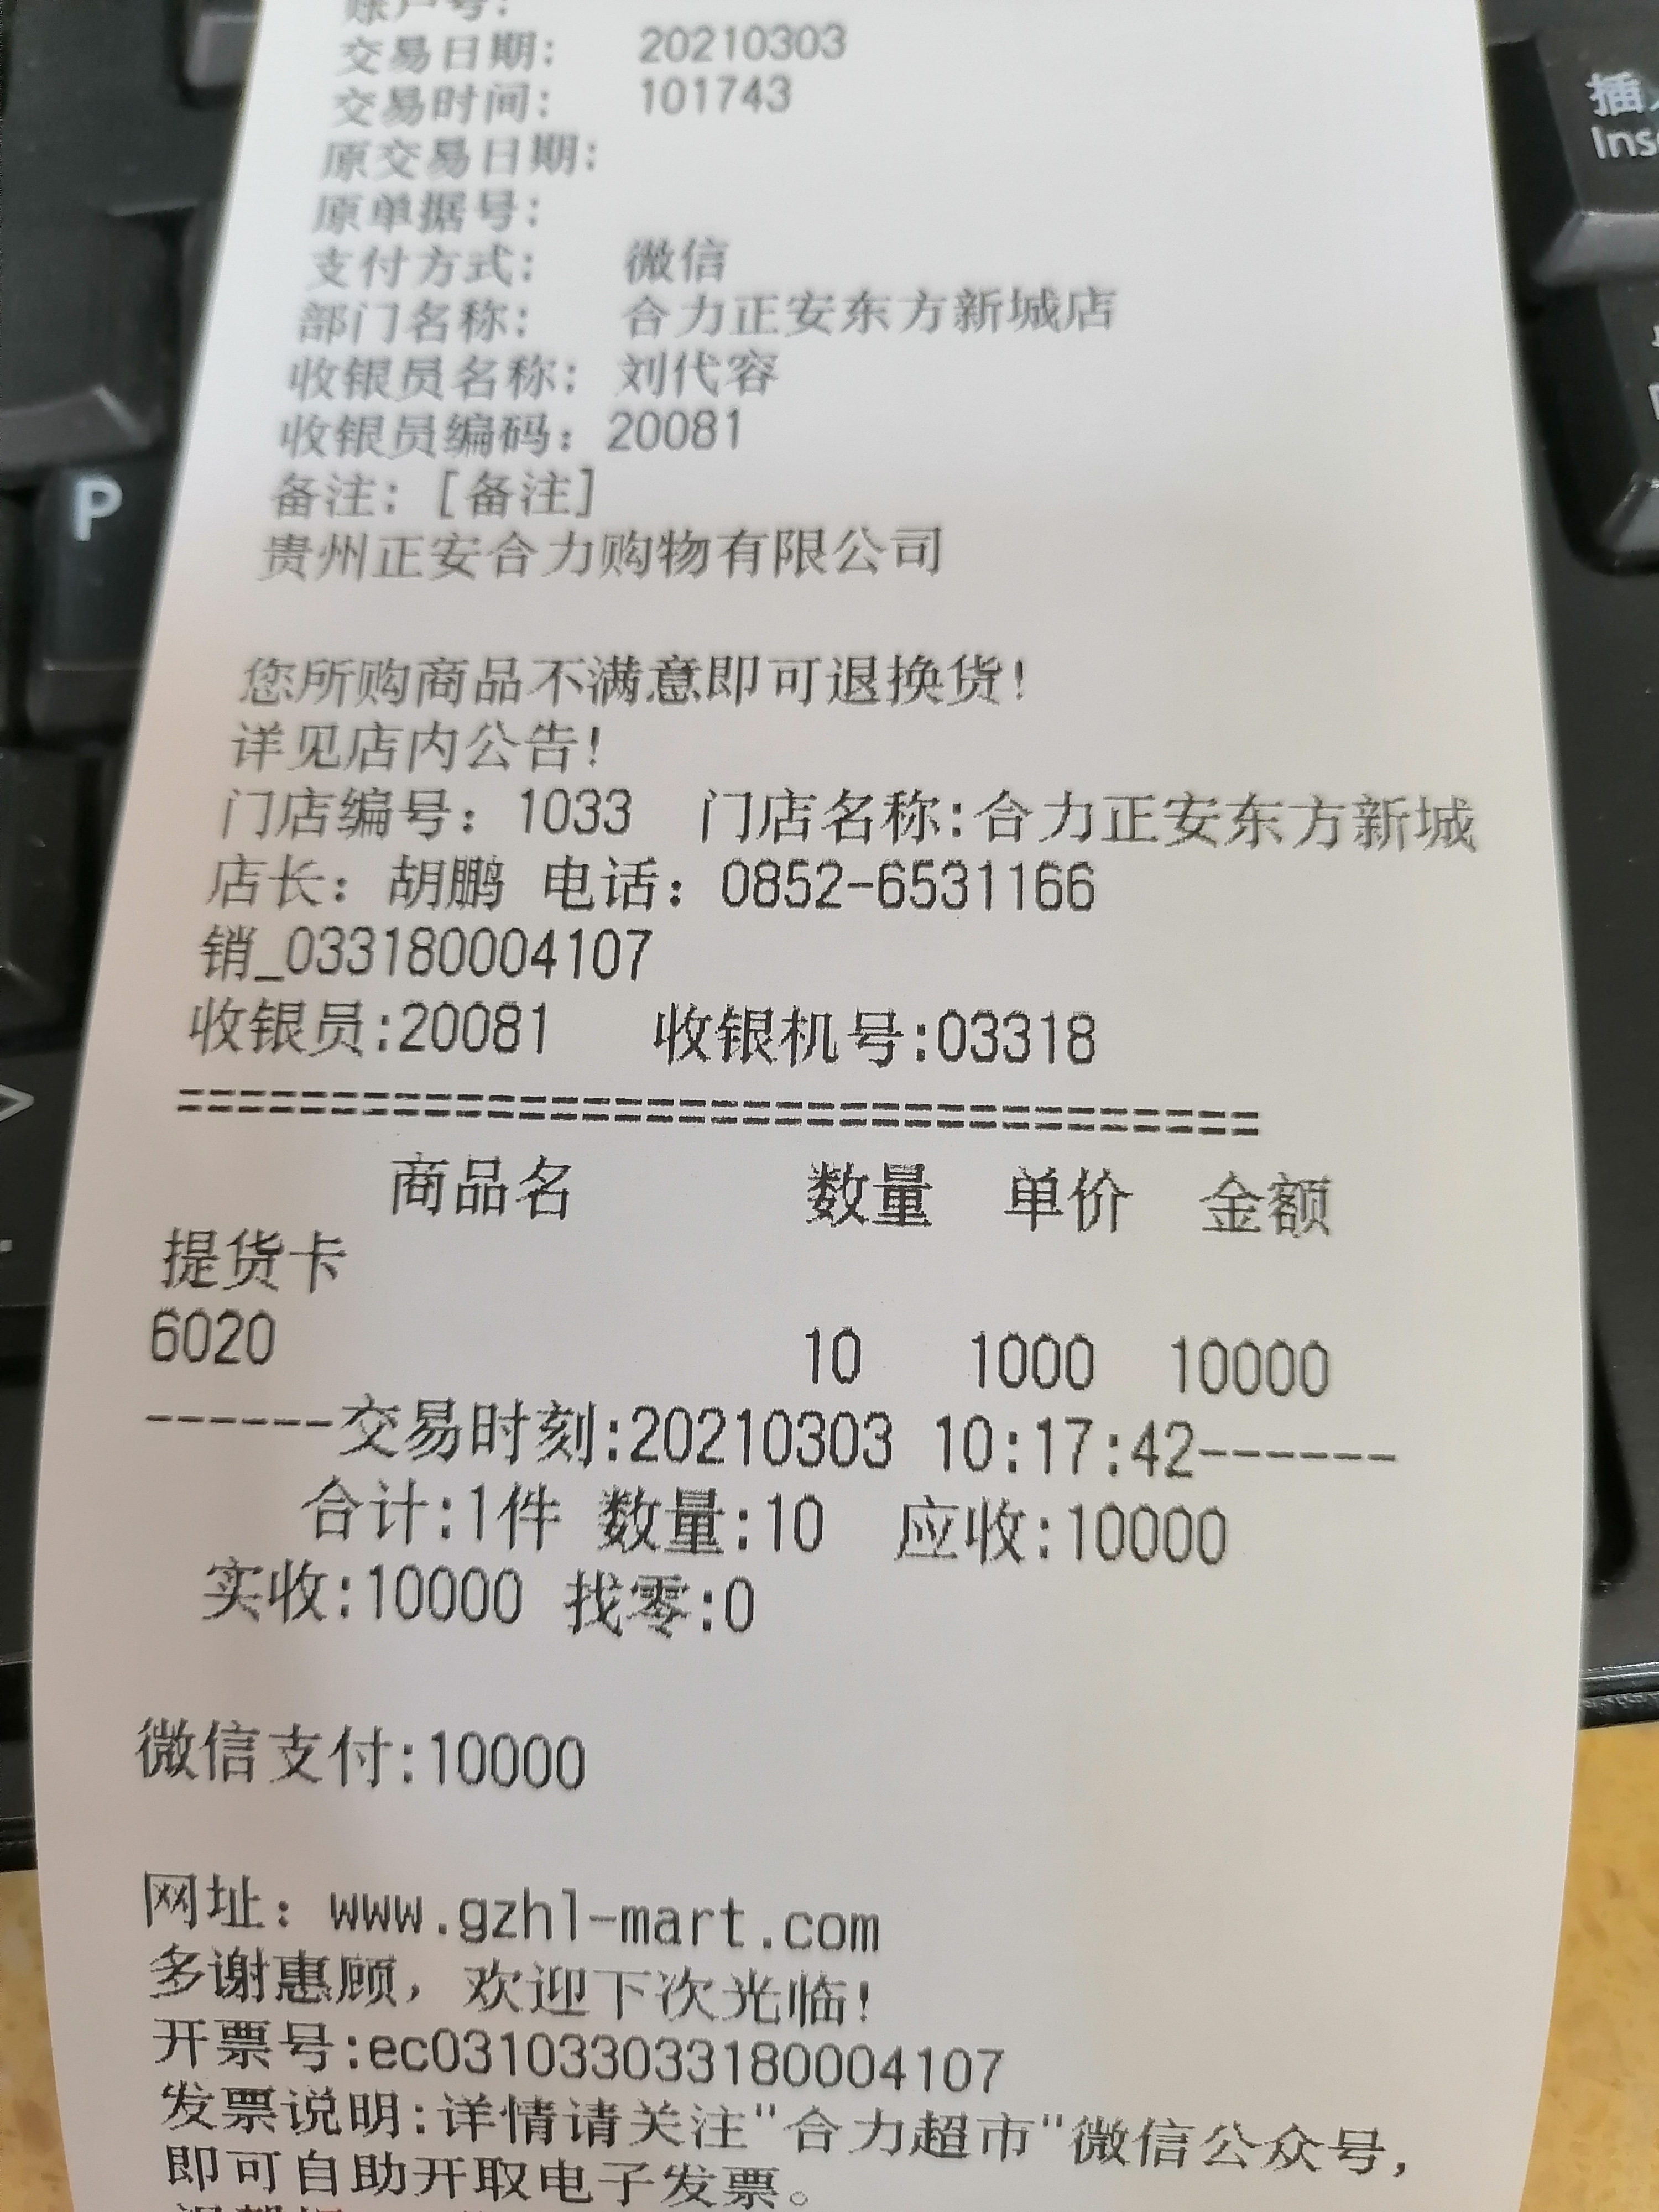 账户号:
交易日期: 20210303
交易时间: 101743
原交易日期:
原单据号:
支付方式: 微信
部门名称: 合力正安东方新城店
收银员名称: 刘代容
收银员编码: 20081
备注: [备注]
贵州正安合力购物有限公司
您所购商品不满意即可退换货!
详见店内公告!
门店编号: 1033 门店名称:合力正安东方新城
店长: 胡鹏 电话: 0852-6531166
销_033180004107
收银员:20081 收银机号:03318
==================================
商品名 数量 单价 金额
提货卡
6020 10 1000 10000
------交易时刻:20210303 10:17:42------
合计:1件 数量:10 应收:10000
实收:10000 找零:0
微信支付:10000
网址: www.gzhl-mart.com
多谢惠顾, 欢迎下次光临!
开票号:ec031033033180004107
发票说明:详情请关注"合力超市"微信公众号,
即可自助开取电子发票。
P
插
Ins